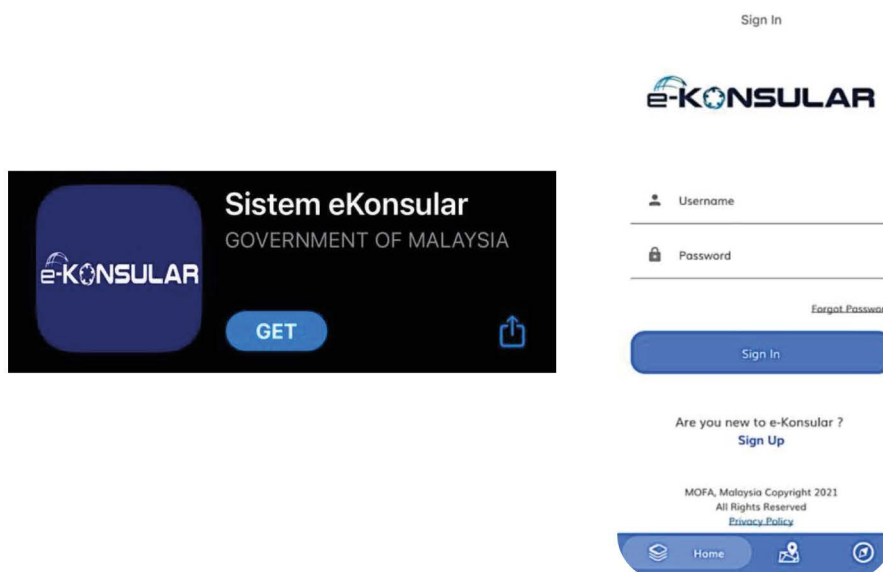 e-KONSULAR
Sistem eKonsular
GOVERNMENT OF MALAYSIA
GET
Sign In
e-KONSULAR
Username
Password
Forgot Passwor
Sign In
Are you new to e-Konsular ?
Sign Up
MOFA, Malaysia Copyright 2021
All Rights Reserved
Privacy Policy
Home